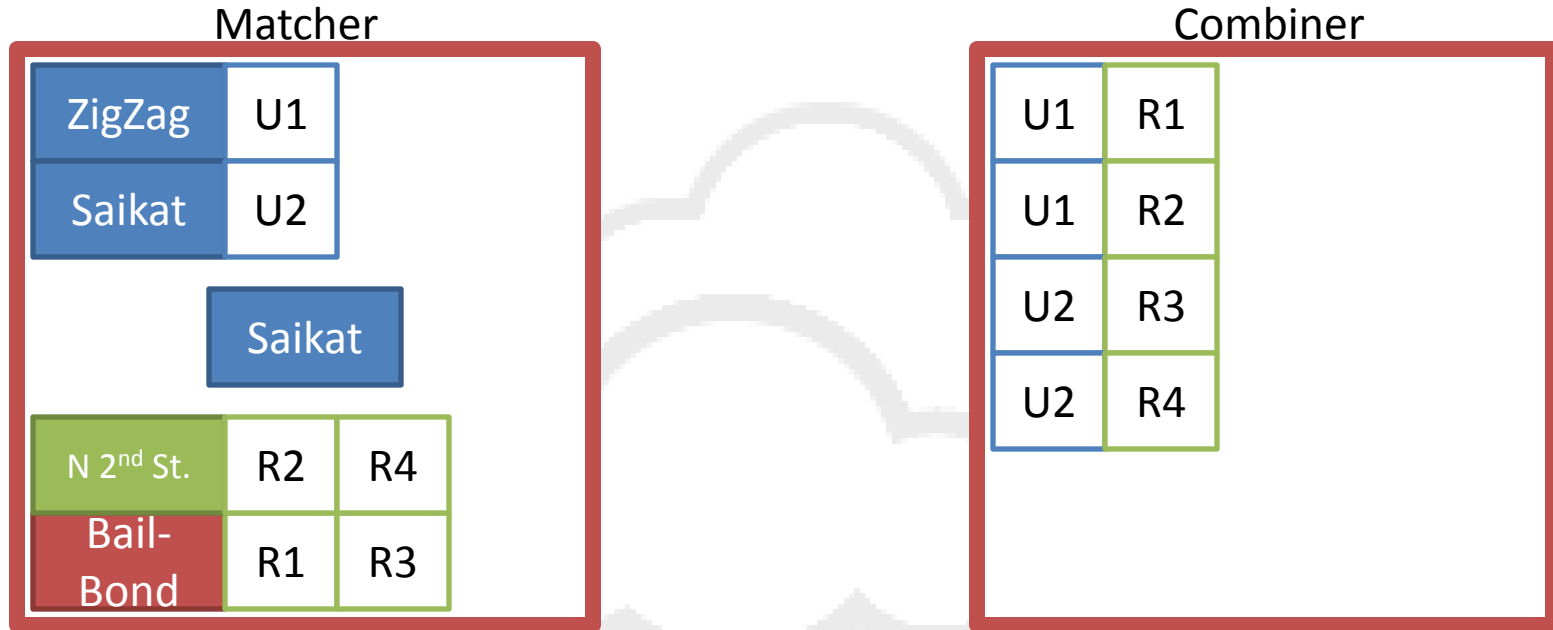 Matcher
ZigZag U1
Saikat U2
Saikat
N 2nd St. R2 R4
Bail-
Bond R1 R3
Combiner
U1 R1
U1 R2
U2 R3
U2 R4